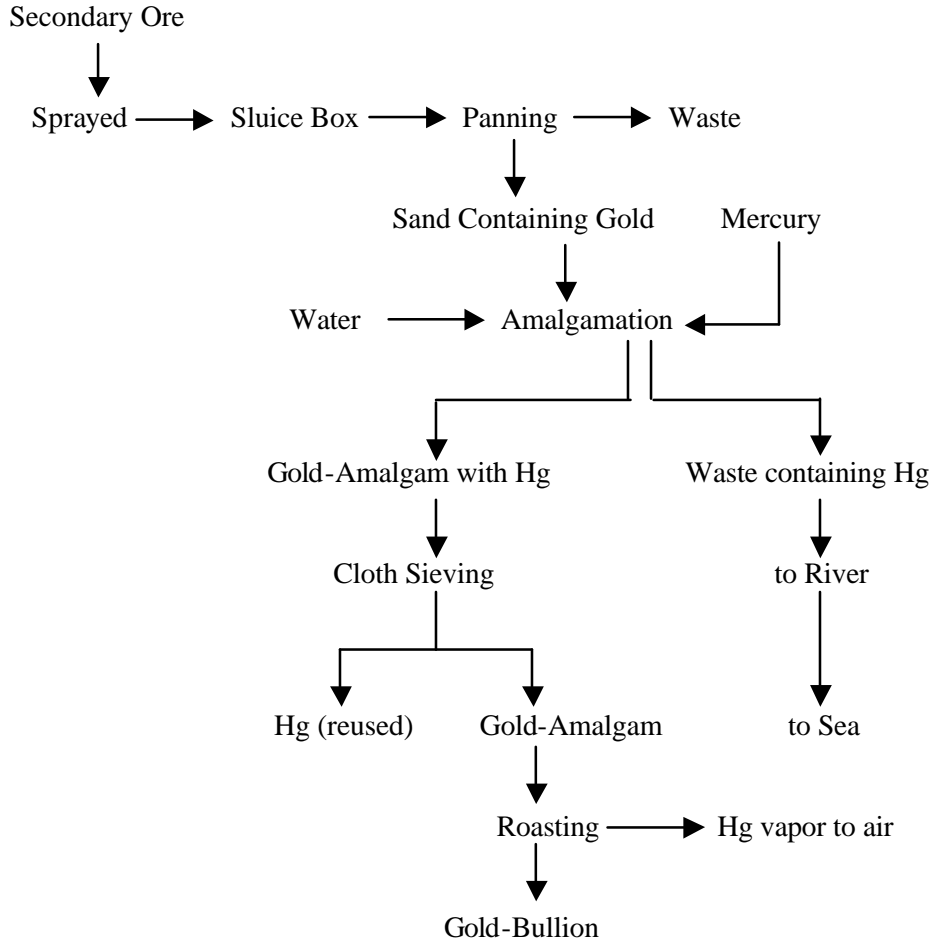 Secondary Ore
Sprayed Sluice Box Panning Waste
Sand Containing Gold Mercury
Water Amalgamation
Gold-Amalgam with Hg Waste containing Hg
Cloth Sieving to River
Hg (reused) Gold-Amalgam to Sea
Roasting Hg vapor to air
Gold-Bullion